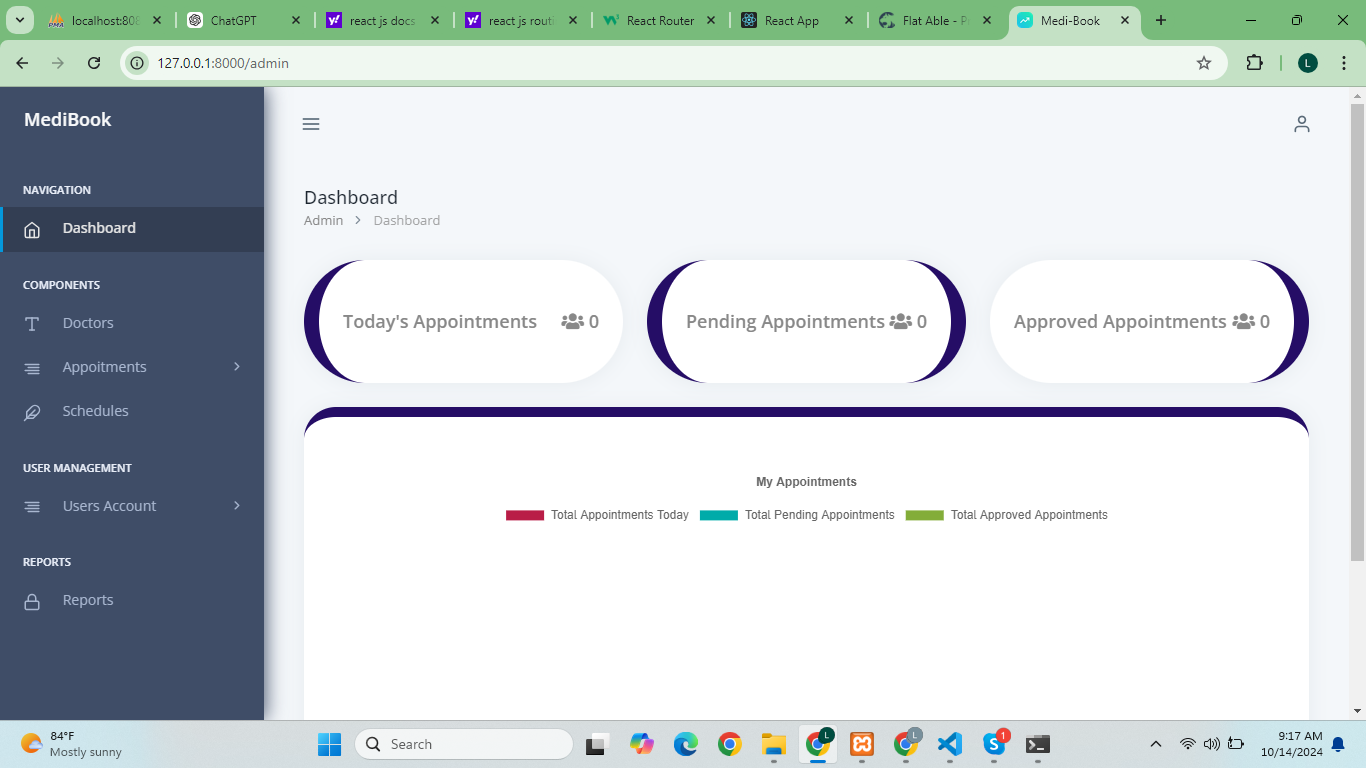 localhost:808
ChatGPT
react js docs
react js routi
React Router
React App
Flat Able - P
Medi-Book
127.0.0.1:8000/admin
L
MediBook
NAVIGATION
Dashboard
COMPONENTS
Doctors
Appoitments
Schedules
USER MANAGEMENT
Users Account
REPORTS
Reports
Dashboard
Admin > Dashboard
Today's Appointments 0
Pending Appointments 0
Approved Appointments 0
My Appointments
Total Appointments Today Total Pending Appointments Total Approved Appointments
84°F
Mostly sunny
Search
L
L
1
9:17 AM
10/14/2024